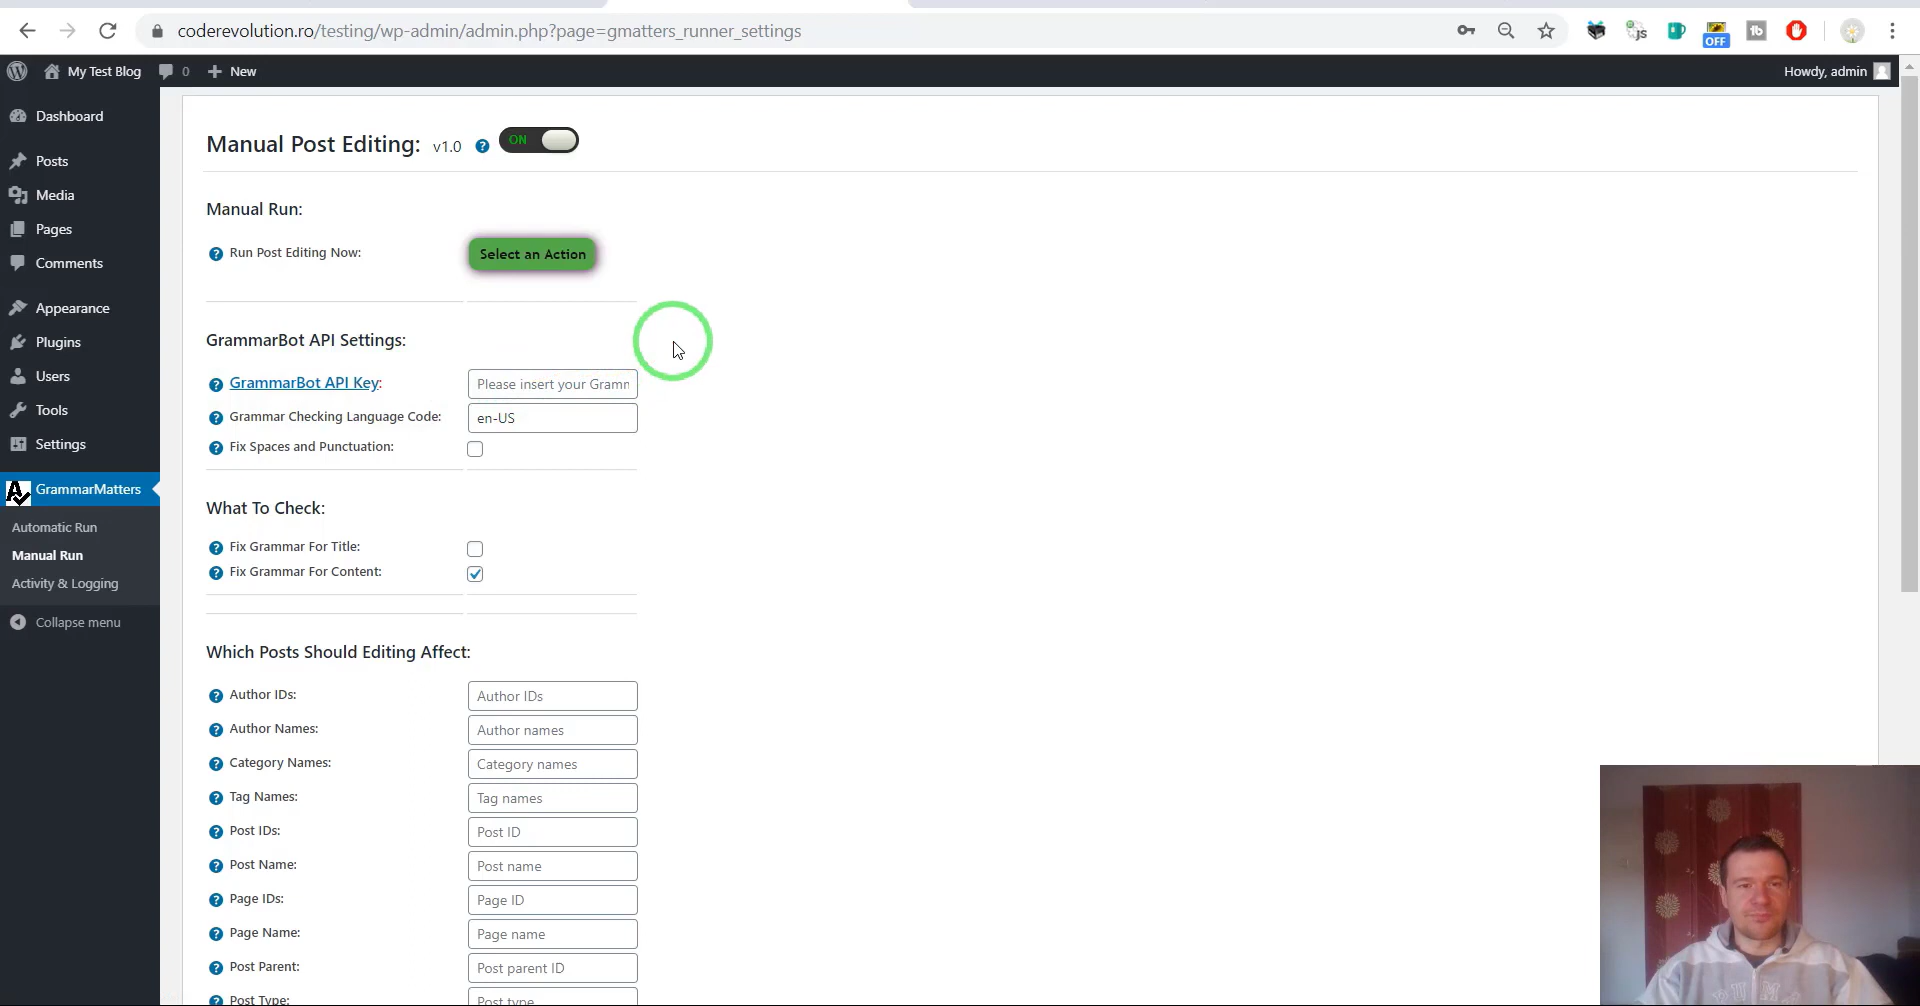 coderevolution.ro/testing/wp-admin/admin.php?page=gmatters_runner_settings
js
OFF
tb
My Test Blog
0
New
Howdy, admin
Dashboard
Posts
Media
Pages
Comments
Appearance
Plugins
Users
Tools
Settings
GrammarMatters
Automatic Run
Manual Run
Activity & Logging
Collapse menu
Manual Post Editing: v1.0 ? ON
Manual Run:
? Run Post Editing Now: Select an Action
GrammarBot API Settings:
? GrammarBot API Key: Please insert your Gramm
? Grammar Checking Language Code: en-US
? Fix Spaces and Punctuation:
What To Check:
? Fix Grammar For Title:
? Fix Grammar For Content:
Which Posts Should Editing Affect:
? Author IDs: Author IDs
? Author Names: Author names
? Category Names: Category names
? Tag Names: Tag names
? Post IDs: Post ID
? Post Name: Post name
? Page IDs: Page ID
? Page Name: Page name
? Post Parent: Post parent ID
? Post Type: Post type